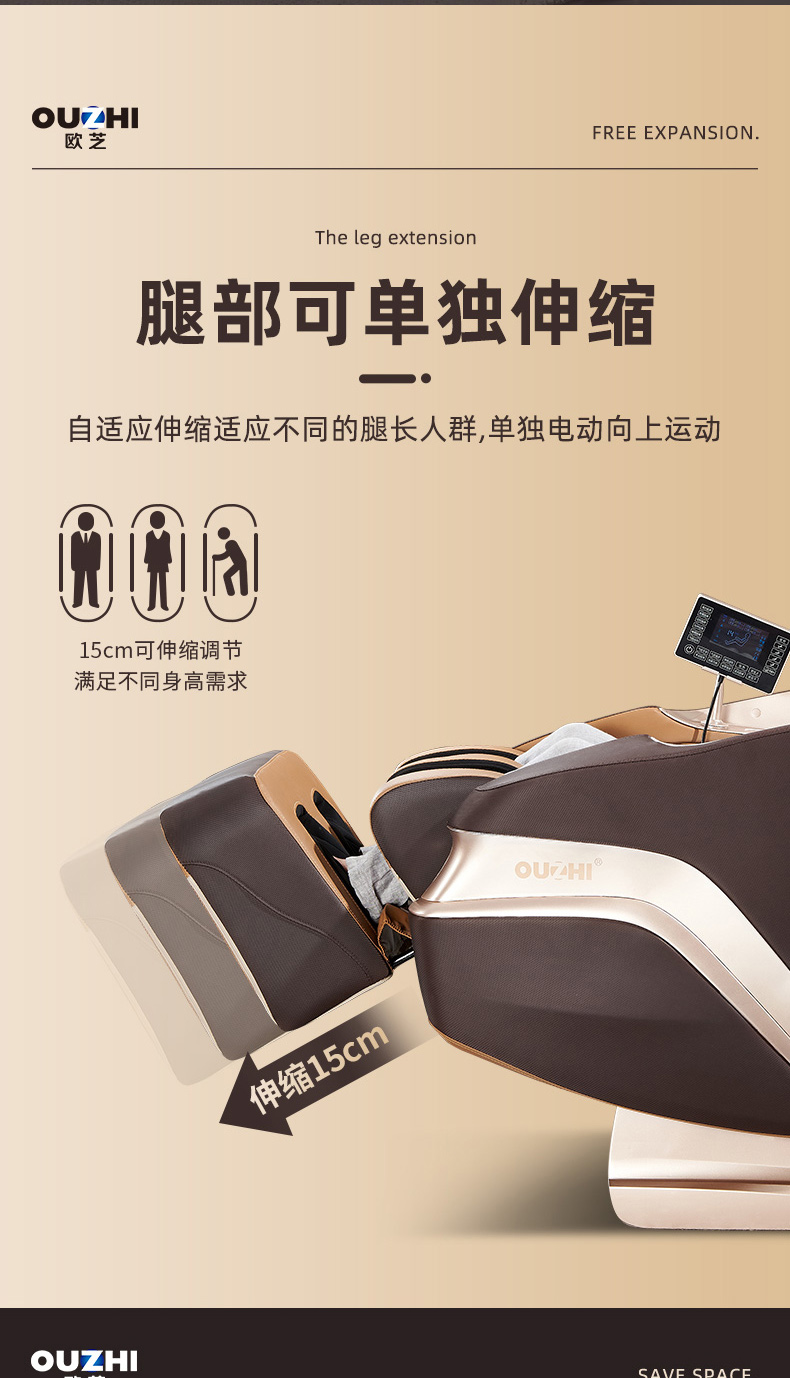 OUZHI
欧芝
FREE EXPANSION.
The leg extension
腿部可单独伸缩
自适应伸缩适应不同的腿长人群,单独电动向上运动
15cm可伸缩调节
满足不同身高需求
OUZHI®
伸缩15cm
OUZHI
SAVE SPACE